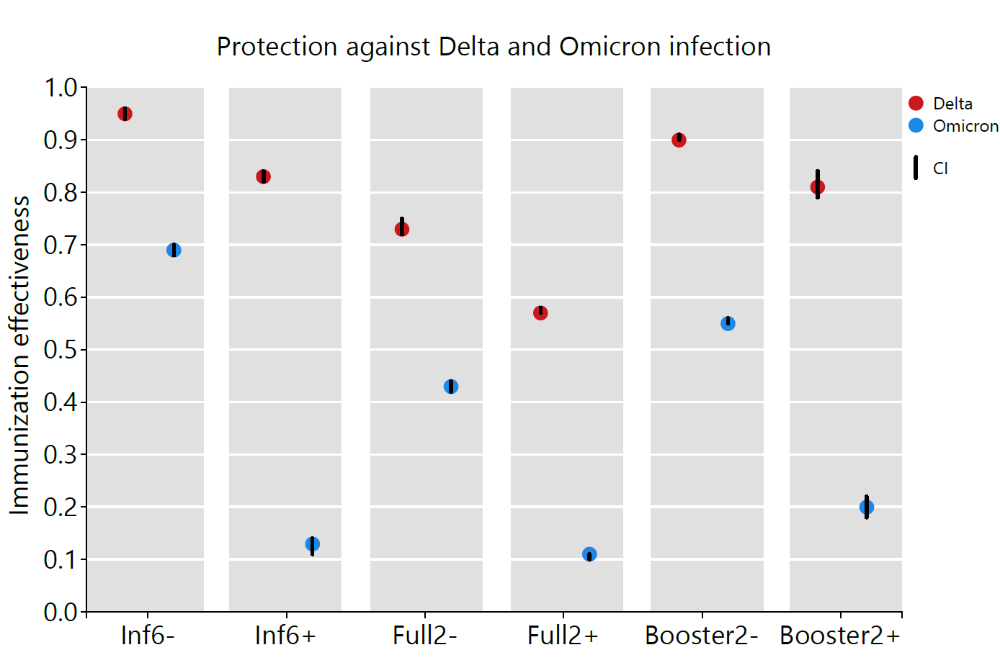 Protection against Delta and Omicron infection
Immunization effectiveness
1.0
0.9
0.8
0.7
0.6
0.5
0.4
0.3
0.2
0.1
0.0
Inf6- Inf6+ Full2- Full2+ Booster2- Booster2+
Delta
Omicron
CI